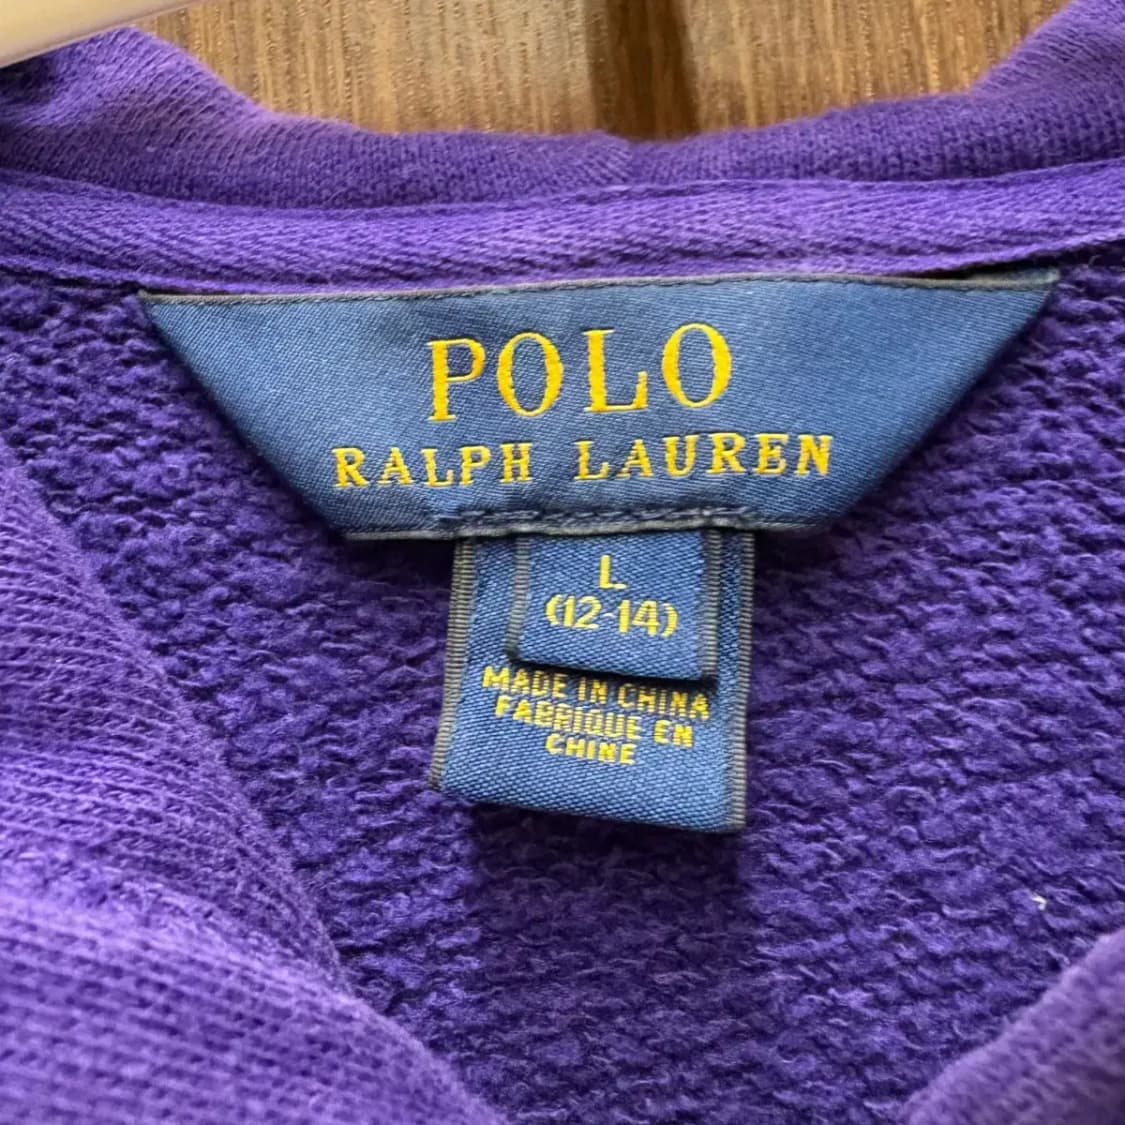 POLO
RALPH LAUREN
L
(12-14)
MADE IN CHINA
FABRIQUE EN
CHINE